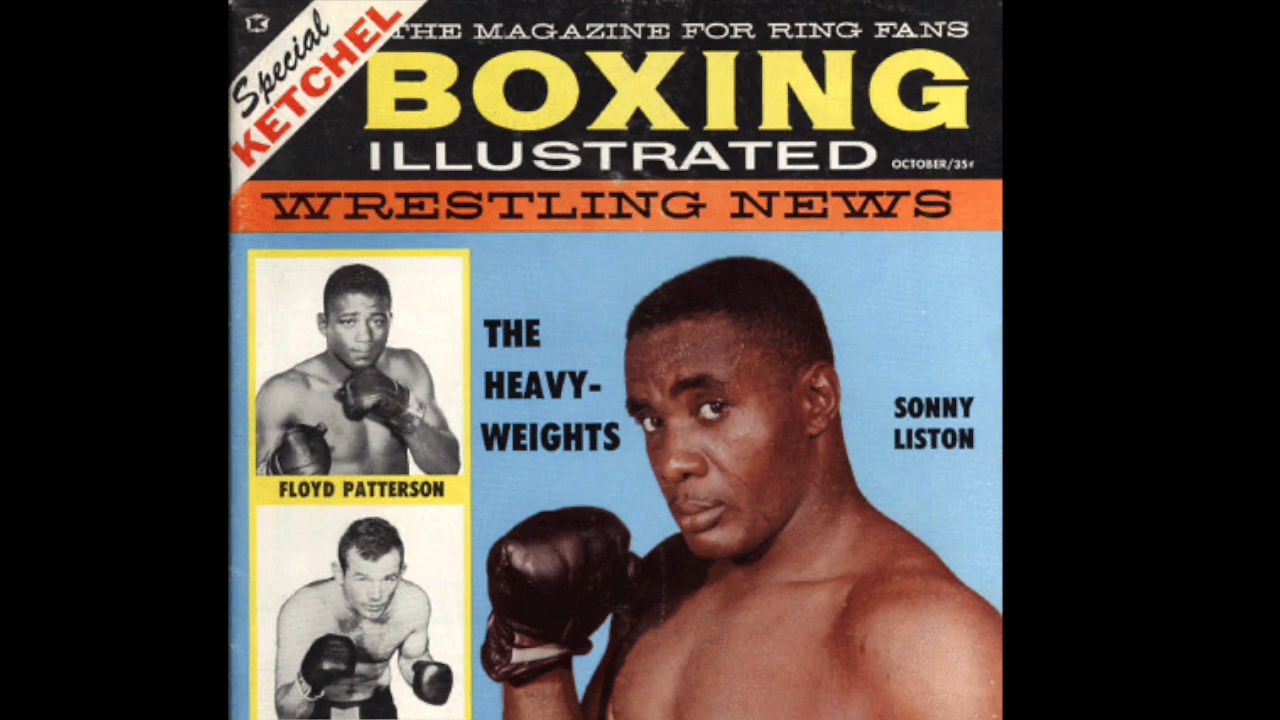 Special
KETCHEL
THE MAGAZINE FOR RING FANS
BOXING
ILLUSTRATED
OCTOBER/35¢
WRESTLING NEWS
THE
HEAVY-
WEIGHTS
SONNY
LISTON
FLOYD PATTERSON